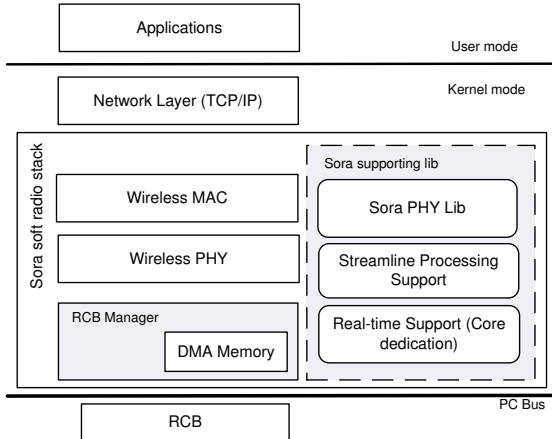 Applications
User mode
Kernel mode
Network Layer (TCP/IP)
Sora soft radio stack
Sora supporting lib
Wireless MAC
Sora PHY Lib
Wireless PHY
Streamline Processing
Support
RCB Manager
DMA Memory
Real-time Support (Core
dedication)
PC Bus
RCB